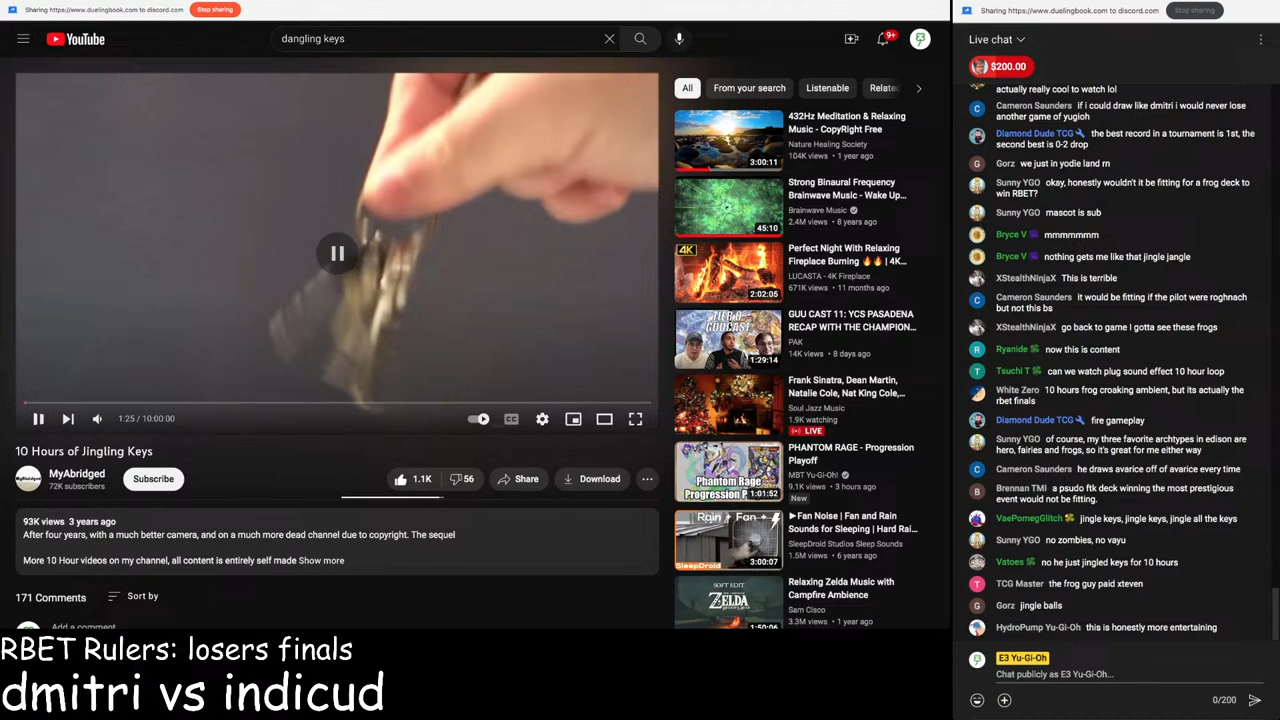 Sharing https://www.duelingbook.com to discord.com
Stop sharing
YouTube
dangling keys
9+
1:25 / 10:00:00
CC
10 Hours of Jingling Keys
MyAbridged
72K subscribers
Subscribe
1.1K
56
Share
Download
93K views 3 years ago
After four years, with a much better camera, and on a much more dead channel due to copyright. The sequel
More 10 Hour videos on my channel, all content is entirely selfmade show more
171 Comments
Sort by
Add a comment...
All
From your search
Listenable
Relate
432Hz Meditation & Relaxing
Music - CopyRight Free
Nature Healing Society
104K views • 1 year ago
3:00:11
Strong Binaural Frequency
Brainwave Music - Wake Up...
Brainwave Music
2.4M views • 8 years ago
45:10
4K
Perfect Night With Relaxing
Fireplace Burning 🔥🔥 | 4K...
LUCASTA - 4K Fireplace
671K views • 11 months ago
2:02:05
GUU CAST 11: YCS PASADENA
RECAP WITH THE CHAMPION...
PAK
14K views • 8 days ago
1:29:14
Frank Sinatra, Dean Martin,
Natalie Cole, Nat King Cole,...
Soul Jazz Music
1.9K watching
LIVE
PHANTOM RAGE - Progression
Playoff
MBT Yu-Gi-Oh!
9.1K views • 3 hours ago
New
Phantom Rage
Progression P
1:01:52
►Fan Noise | Fan and Rain
Sounds for Sleeping | Hard Rai...
SleepDroid Studios Sleep Sounds
1.5M views • 6 years ago
Rain + Fan +
SleepDroid
3:00:07
Relaxing Zelda Music with
Campfire Ambience
Sam Cisco
3.3M views • 1 year ago
SOFT EDIT
ZELDA
1:50:06
RBET Rulers: losers finals
dmitri vs indicud
Sharing https://www.duelingbook.com to discord.com
Stop sharing
Live chat
$200.00
actually really cool to watch lol
Cameron Saunders if i could draw like dmitri i would never lose
another game of yugioh
Diamond Dude TCG the best record in a tournament is 1st, the
second best is 0-2 drop
Gorz we just in yodie land rn
Sunny YGO okay, honestly wouldn't it be fitting for a frog deck to
win RBET?
Sunny YGO mascot is sub
Bryce V mmmmmmm
Bryce V nothing gets me like that jingle jangle
XStealthNinjaX This is terrible
Cameron Saunders it would be fitting if the pilot were roghnach
but not this bs
XStealthNinjaX go back to game I gotta see these frogs
Ryanide now this is content
Tsuchi T can we watch plug sound effect 10 hour loop
White Zero 10 hours frog croaking ambient, but its actually the
rbet finals
Diamond Dude TCG fire gameplay
Sunny YGO of course, my three favorite archtypes in edison are
hero, fairies and frogs, so it's great for me either way
Cameron Saunders he draws avarice off of avarice every time
Brennan TMI a psudo ftk deck winning the most prestigious
event would not be fitting.
VaePomegGlitch jingle keys, jingle keys, jingle all the keys
Sunny YGO no zombies, no vayu
Vatoes no he just jingled keys for 10 hours
TCG Master the frog guy paid xteven
Gorz jingle balls
HydroPump Yu-Gi-Oh this is honestly more entertaining
E3 Yu-Gi-Oh
Chat publicly as E3 Yu-Gi-Oh...
0/200